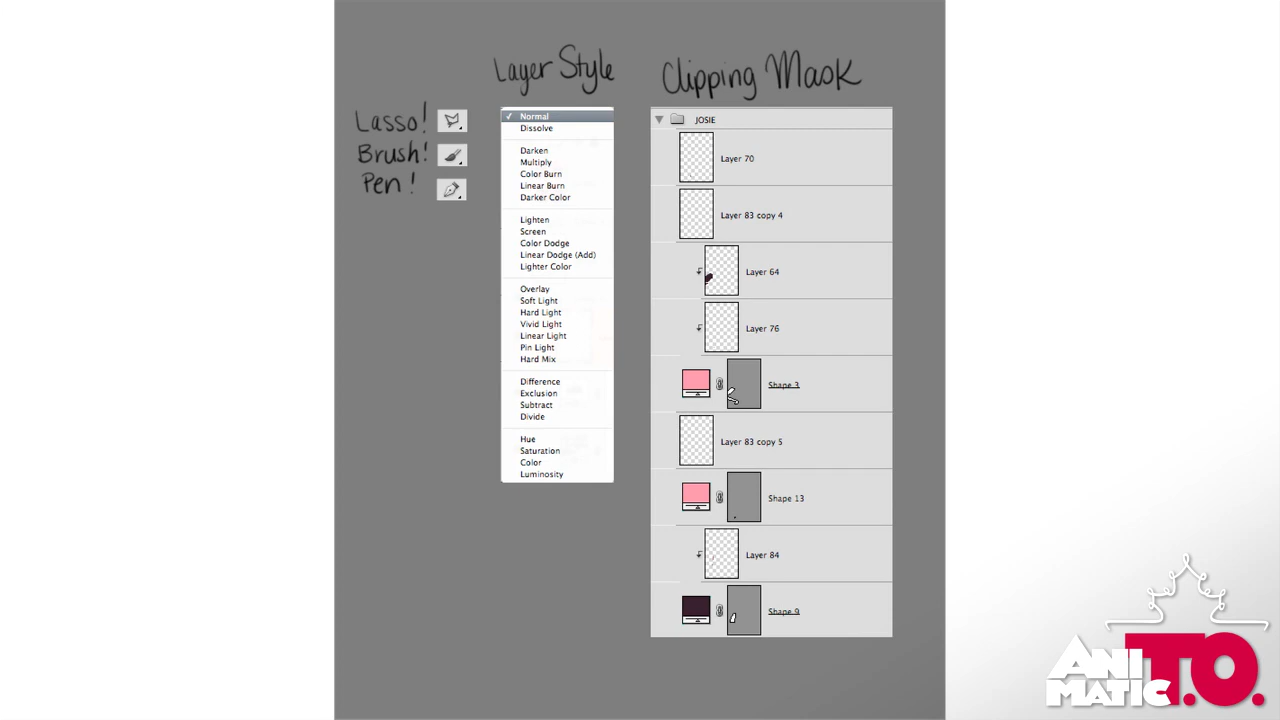 Layer Style
Clipping Mask
Lasso!
Brush!
Pen!
Normal
Dissolve
Darken
Multiply
Color Burn
Linear Burn
Darker Color
Lighten
Screen
Color Dodge
Linear Dodge (Add)
Lighter Color
Overlay
Soft Light
Hard Light
Vivid Light
Linear Light
Pin Light
Hard Mix
Difference
Exclusion
Subtract
Divide
Hue
Saturation
Color
Luminosity
JOSIE
Layer 70
Layer 83 copy 4
Layer 64
Layer 76
Shape 3
Layer 83 copy 5
Shape 13
Layer 84
Shape 9
ANI
MATIC T.O.